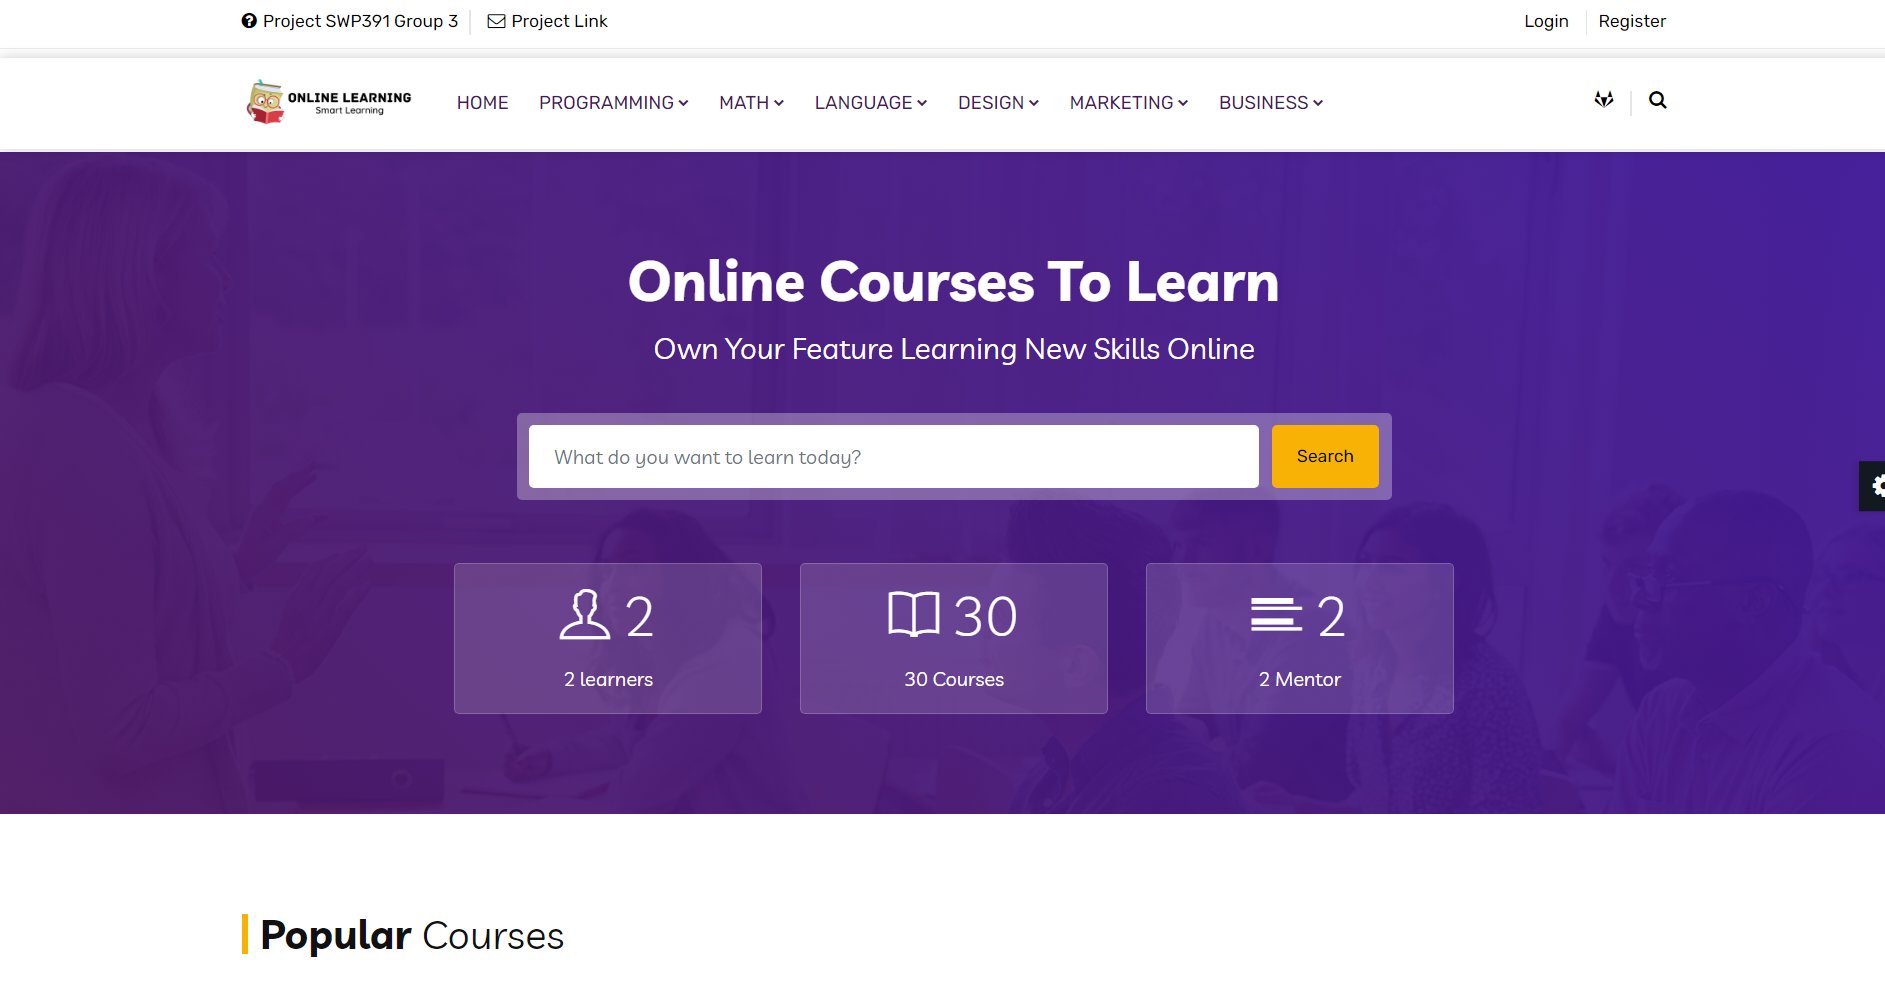 Project SWP391 Group 3
Project Link
Login
Register
ONLINE LEARNING
Smart Learning
HOME
PROGRAMMING
MATH
LANGUAGE
DESIGN
MARKETING
BUSINESS
Online Courses To Learn
Own Your Feature Learning New Skills Online
What do you want to learn today?
Search
2
2 learners
30
30 Courses
2
2 Mentor
Popular Courses